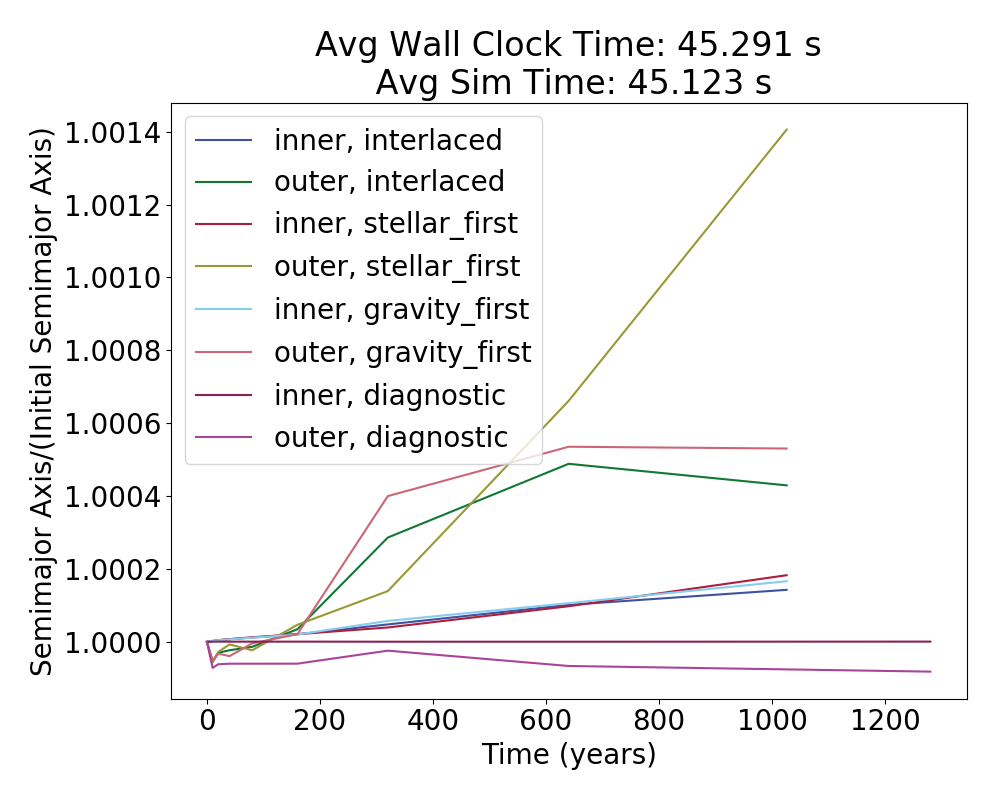 Avg Wall Clock Time: 45.291 s
Avg Sim Time: 45.123 s
Semimajor Axis/(Initial Semimajor Axis)
1.0014
1.0012
1.0010
1.0008
1.0006
1.0004
1.0002
1.0000
inner, interlaced
outer, interlaced
inner, stellar_first
outer, stellar_first
inner, gravity_first
outer, gravity_first
inner, diagnostic
outer, diagnostic
0 200 400 600 800 1000 1200
Time (years)